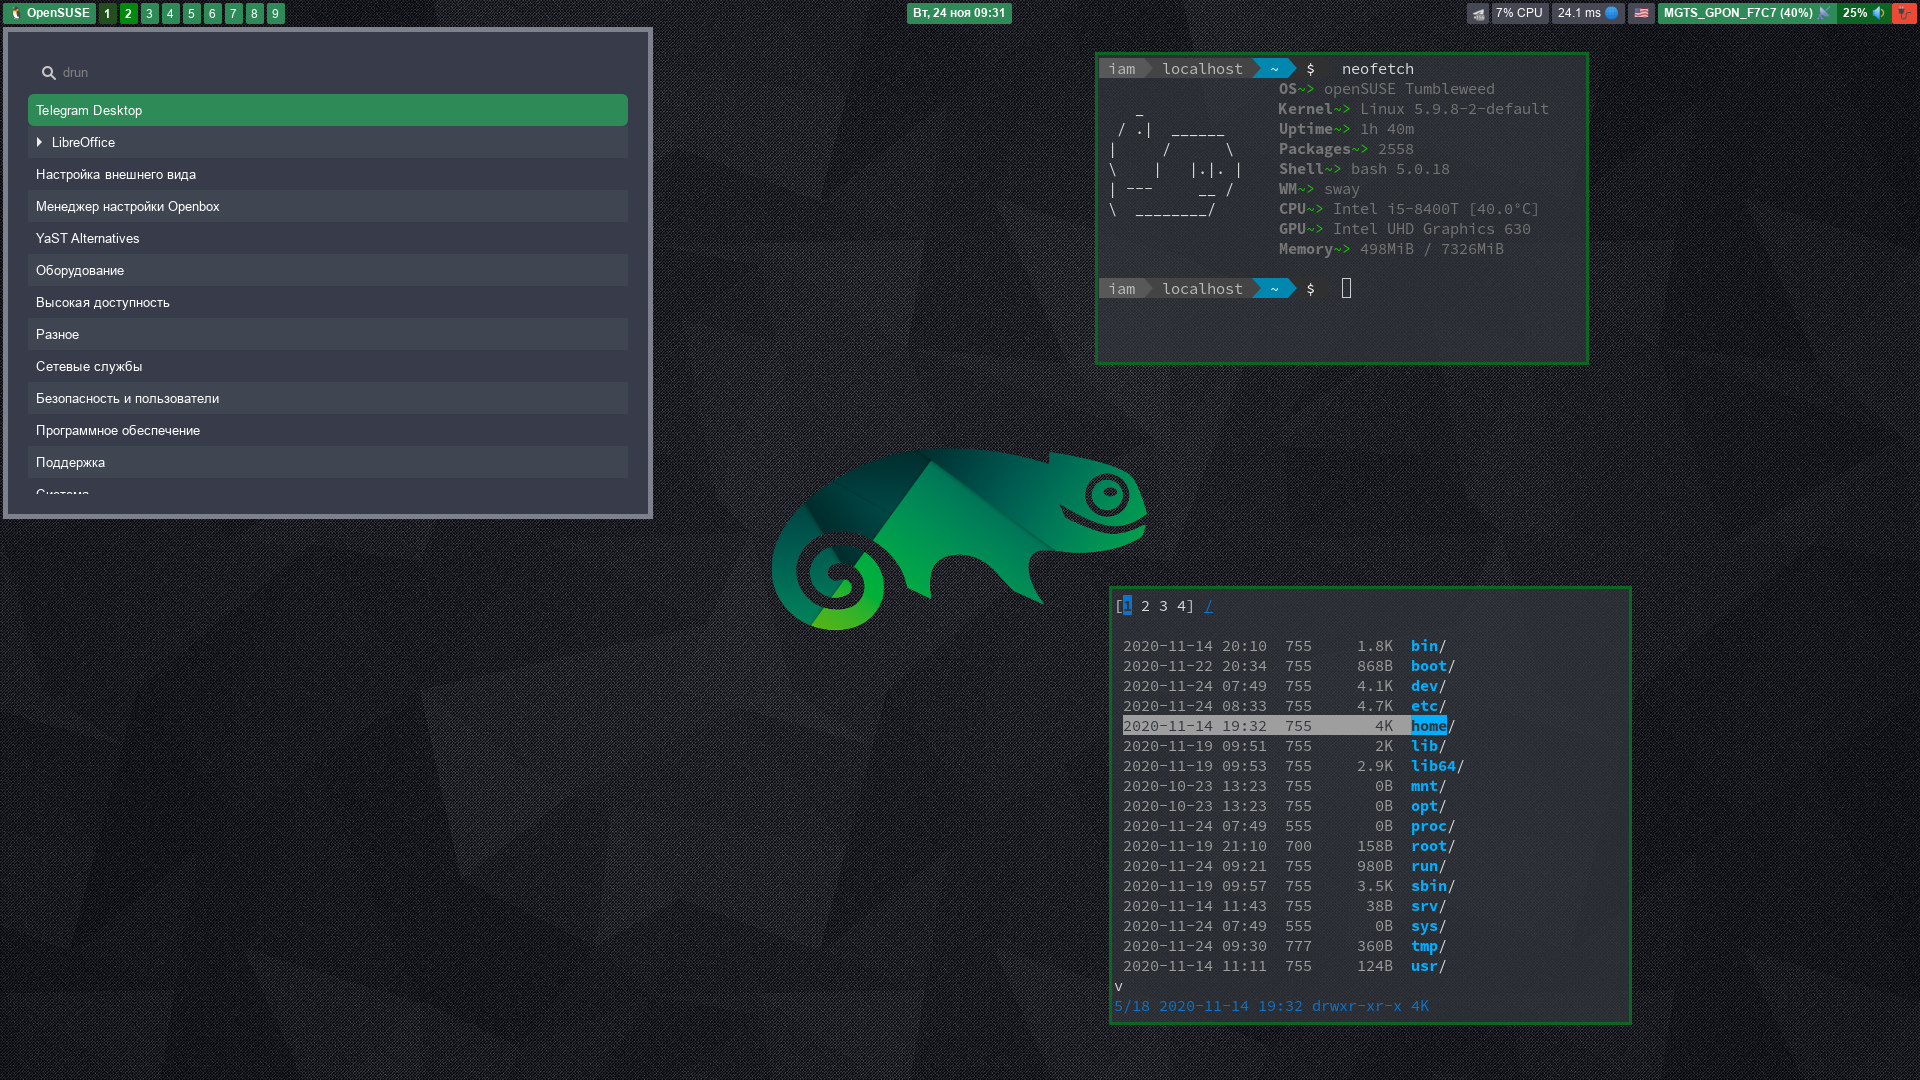 OpenSUSE 1 2 3 4 5 6 7 8 9
Вт, 24 ноя 09:31
7% CPU 24.1 ms MGTS_GPON_F7C7 (40%) 25%
drun
Telegram Desktop
LibreOffice
Настройка внешнего вида
Менеджер настройки Openbox
YaST Alternatives
Оборудование
Высокая доступность
Разное
Сетевые службы
Безопасность и пользователи
Программное обеспечение
Поддержка
Система
iam localhost ~ $ neofetch
OS~> openSUSE Tumbleweed
Kernel~> Linux 5.9.8-2-default
Uptime~> 1h 40m
Packages~> 2558
Shell~> bash 5.0.18
WM~> sway
CPU~> Intel i5-8400T [40.0°C]
GPU~> Intel UHD Graphics 630
Memory~> 498MiB / 7326MiB
iam localhost ~ $
[1 2 3 4] /
2020-11-14 20:10 755 1.8K bin/
2020-11-22 20:34 755 868B boot/
2020-11-24 07:49 755 4.1K dev/
2020-11-24 08:33 755 4.7K etc/
2020-11-14 19:32 755 4K home/
2020-11-19 09:51 755 2K lib/
2020-11-19 09:53 755 2.9K lib64/
2020-10-23 13:23 755 0B mnt/
2020-10-23 13:23 755 0B opt/
2020-11-24 07:49 555 0B proc/
2020-11-19 21:10 700 158B root/
2020-11-24 09:21 755 980B run/
2020-11-19 09:57 755 3.5K sbin/
2020-11-14 11:43 755 38B srv/
2020-11-24 07:49 555 0B sys/
2020-11-24 09:30 777 360B tmp/
2020-11-14 11:11 755 124B usr/
v
5/18 2020-11-14 19:32 drwxr-xr-x 4K